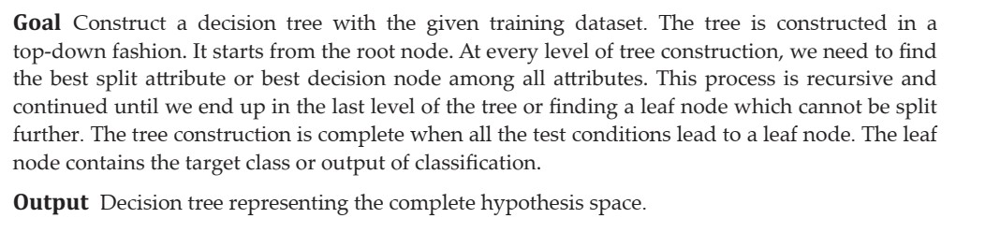 Goal Construct a decision tree with the given training dataset. The tree is constructed in a
top-down fashion. It starts from the root node. At every level of tree construction, we need to find
the best split attribute or best decision node among all attributes. This process is recursive and
continued until we end up in the last level of the tree or finding a leaf node which cannot be split
further. The tree construction is complete when all the test conditions lead to a leaf node. The leaf
node contains the target class or output of classification.
Output Decision tree representing the complete hypothesis space.